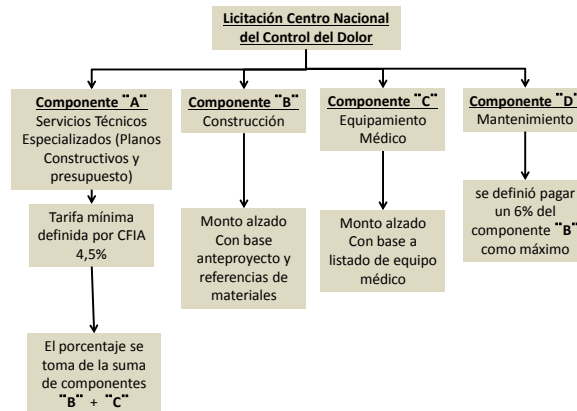 Licitación Centro Nacional
del Control del Dolor
Componente ¨A¨
Servicios Técnicos
Especializados (Planos
Constructivos y
presupuesto)
Tarifa mínima
definida por CFIA
4,5%
El porcentaje se
toma de la suma
de componentes
¨B¨ + ¨C¨
Componente ¨B¨
Construcción
Monto alzado
Con base
anteproyecto y
referencias de
materiales
Componente ¨C¨
Equipamiento
Médico
Monto alzado
Con base a
listado de equipo
médico
Componente ¨D¨
Mantenimiento
se definió pagar
un 6% del
componente ¨B¨
como máximo